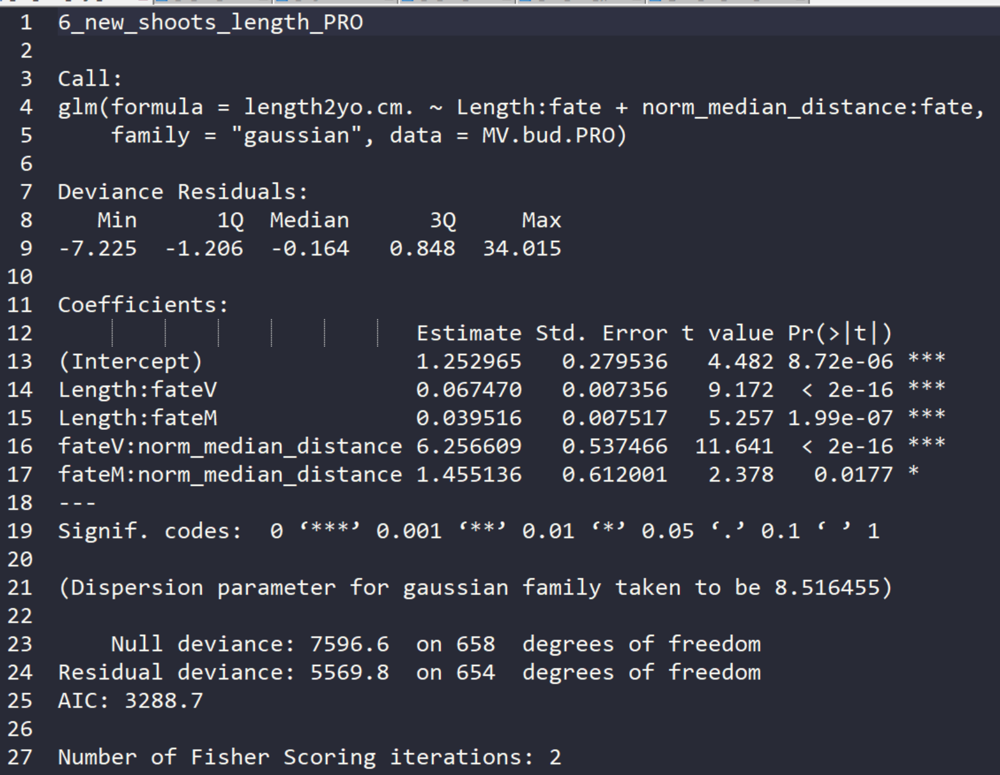 1 6_new_shoots_length_PRO
2
3 Call:
4 glm(formula = length2yo.cm. ~ Length:fate + norm_median_distance:fate,
5     family = "gaussian", data = MV.bud.PRO)
6
7 Deviance Residuals:
8    Min      1Q  Median      3Q     Max
9 -7.225  -1.206  -0.164   0.848  34.015
10
11 Coefficients:
12                            Estimate Std. Error t value Pr(>|t|)
13 (Intercept)                1.252965   0.279536   4.482 8.72e-06 ***
14 Length:fateV               0.067470   0.007356   9.172  < 2e-16 ***
15 Length:fateM               0.039516   0.007517   5.257 1.99e-07 ***
16 fateV:norm_median_distance 6.256609   0.537466  11.641  < 2e-16 ***
17 fateM:norm_median_distance 1.455136   0.612001   2.378   0.0177 *
18 ---
19 Signif. codes:  0 ‘***’ 0.001 ‘**’ 0.01 ‘*’ 0.05 ‘.’ 0.1 ‘ ’ 1
20
21 (Dispersion parameter for gaussian family taken to be 8.516455)
22
23     Null deviance: 7596.6  on 658  degrees of freedom
24 Residual deviance: 5569.8  on 654  degrees of freedom
25 AIC: 3288.7
26
27 Number of Fisher Scoring iterations: 2